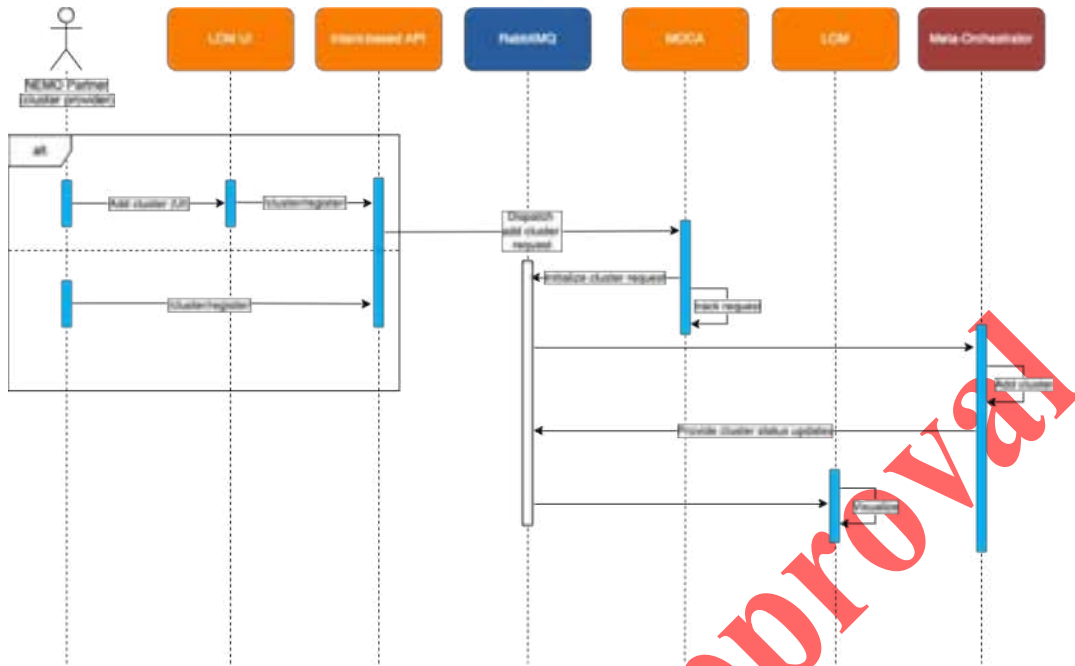 LCM UI
Intent-based API
RabbitMQ
MOCA
LCM
Meta-Orchestrator
NEMO Partner
(cluster provider)
alt
Add cluster (UI)
/cluster/register
Dispatch
add cluster
request
Initialize cluster request
/cluster/register
track request
Add cluster
Provide cluster status updates
Visualize
pproval